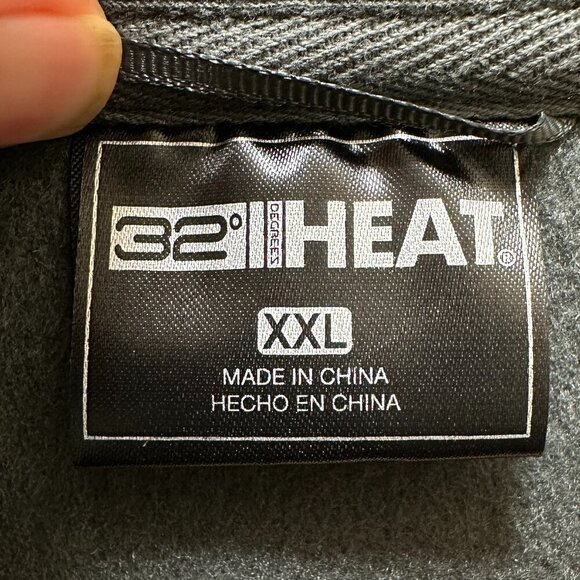 32° DEGREES HEAT®
XXL
MADE IN CHINA
HECHO EN CHINA